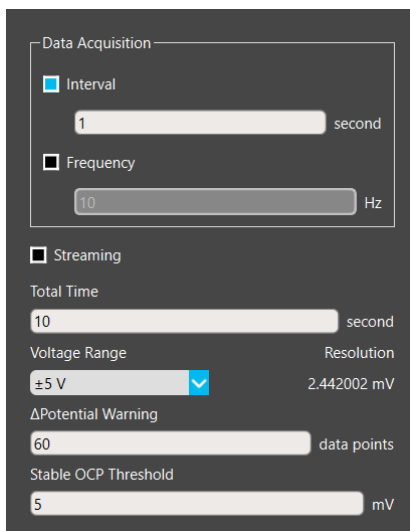 Data Acquisition
Interval
1 second
Frequency
10 Hz
Streaming
Total Time
10 second
Voltage Range Resolution
±5 V 2.442002 mV
ΔPotential Warning
60 data points
Stable OCP Threshold
5 mV